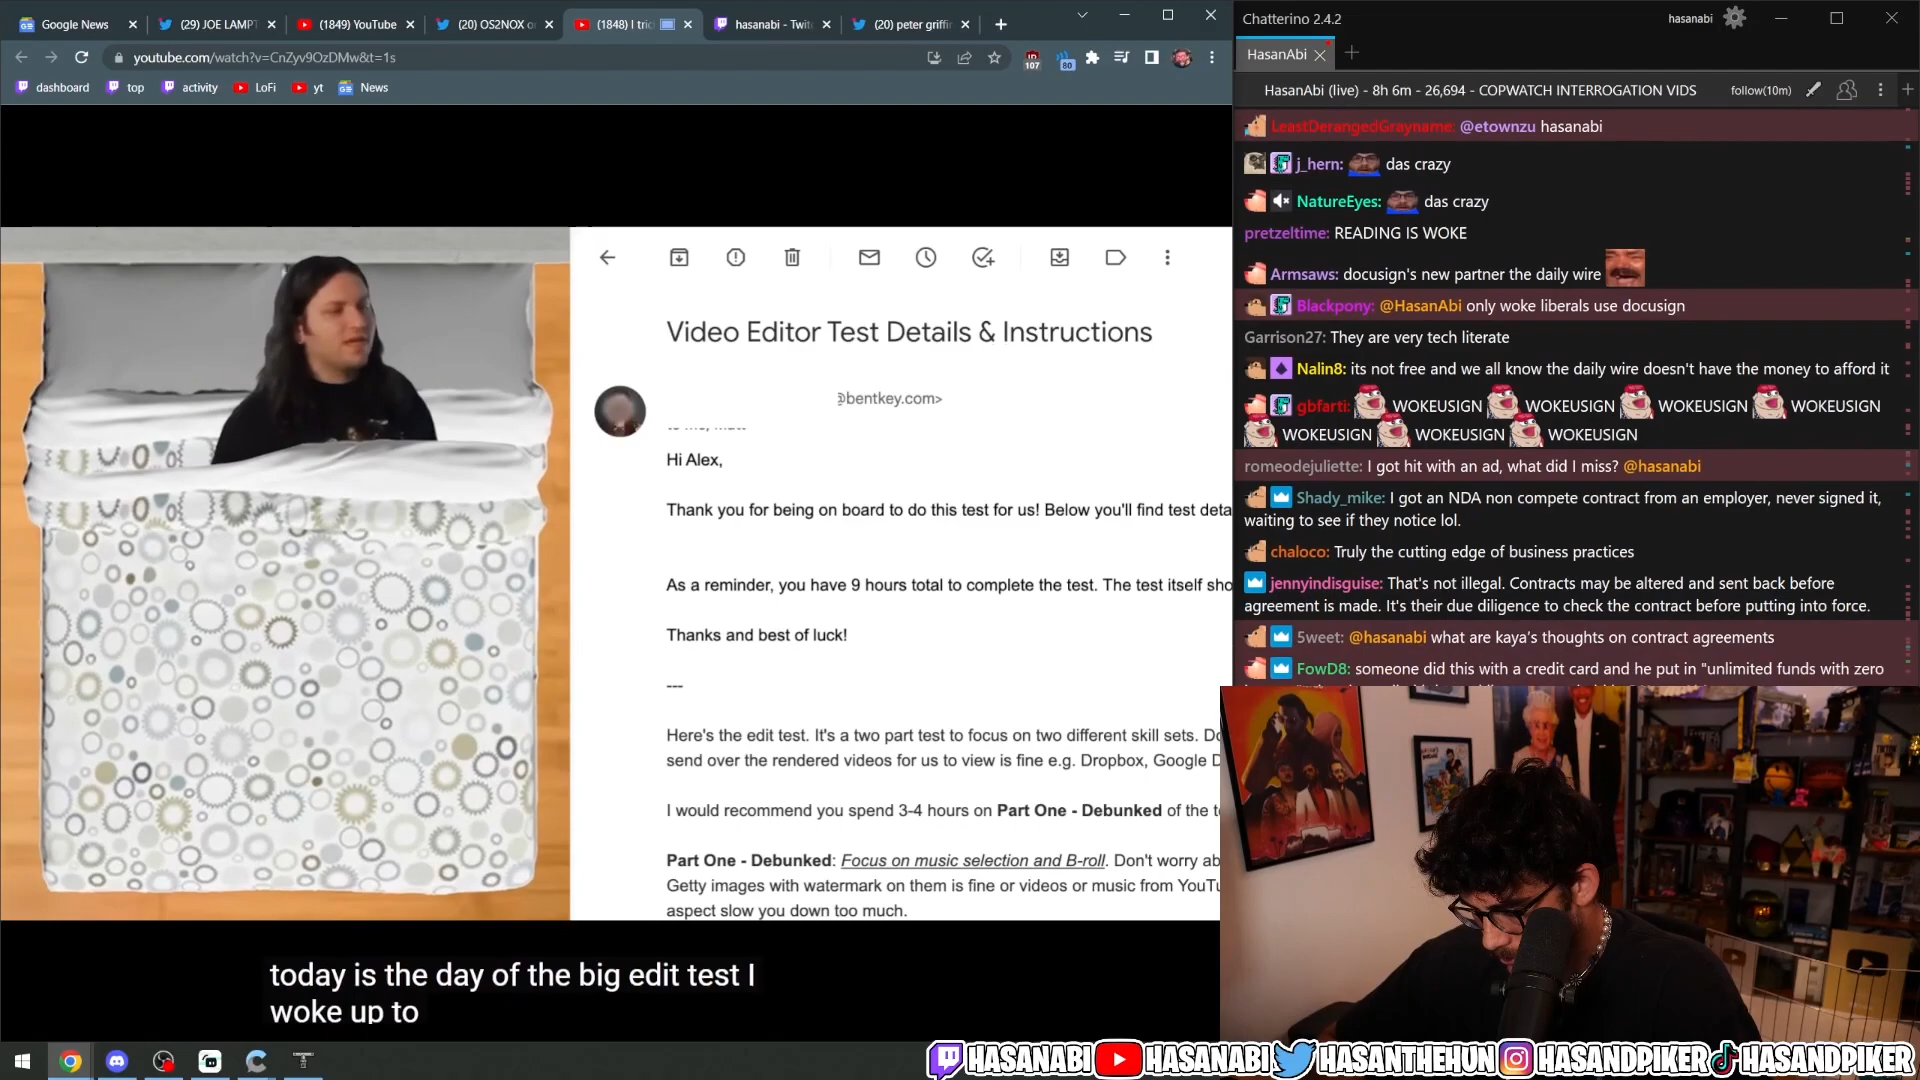 Google News
(29) JOE LAMPT
(1849) YouTube
(20) OS2NOX o
(1848) I tric
hasanabi - Twit
(20) peter griffi
youtube.com/watch?v=CnZyv9OzDMw&t=1s
107
80
dashboard
top
activity
LoFi
yt
News
Video Editor Test Details & Instructions
@bentkey.com>
Hi Alex,
Thank you for being on board to do this test for us! Below you'll find test deta
As a reminder, you have 9 hours total to complete the test. The test itself sho
Thanks and best of luck!
---
Here's the edit test. It's a two part test to focus on two different skill sets. Do
send over the rendered videos for us to view is fine e.g. Dropbox, Google D
I would recommend you spend 3-4 hours on Part One - Debunked of the te
Part One - Debunked: Focus on music selection and B-roll. Don't worry ab
Getty images with watermark on them is fine or videos or music from YouTu
aspect slow you down too much.
today is the day of the big edit test I
woke up to
Chatterino 2.4.2
hasanabi
HasanAbi
HasanAbi (live) - 8h 6m - 26,694 - COPWATCH INTERROGATION VIDS
follow(10m)
LeastDerangedGrayname: @etownzu hasanabi
j_hern: das crazy
NatureEyes: das crazy
pretzeltime: READING IS WOKE
Armsaws: docusign's new partner the daily wire
Blackpony: @HasanAbi only woke liberals use docusign
Garrison27: They are very tech literate
Nalin8: its not free and we all know the daily wire doesn't have the money to afford it
gbfarti: WOKEUSIGN WOKEUSIGN WOKEUSIGN WOKEUSIGN
WOKEUSIGN WOKEUSIGN WOKEUSIGN
romeodejuliette: I got hit with an ad, what did I miss? @hasanabi
Shady_mike: I got an NDA non compete contract from an employer, never signed it,
waiting to see if they notice lol.
chaloco: Truly the cutting edge of business practices
jennyindisguise: That's not illegal. Contracts may be altered and sent back before
agreement is made. It's their due diligence to check the contract before putting into force.
5weet: @hasanabi what are kaya's thoughts on contract agreements
FowD8: someone did this with a credit card and he put in "unlimited funds with zero
HASANABI HASANABI HASANTHEHUN HASANDPIKER HASANDPIKER